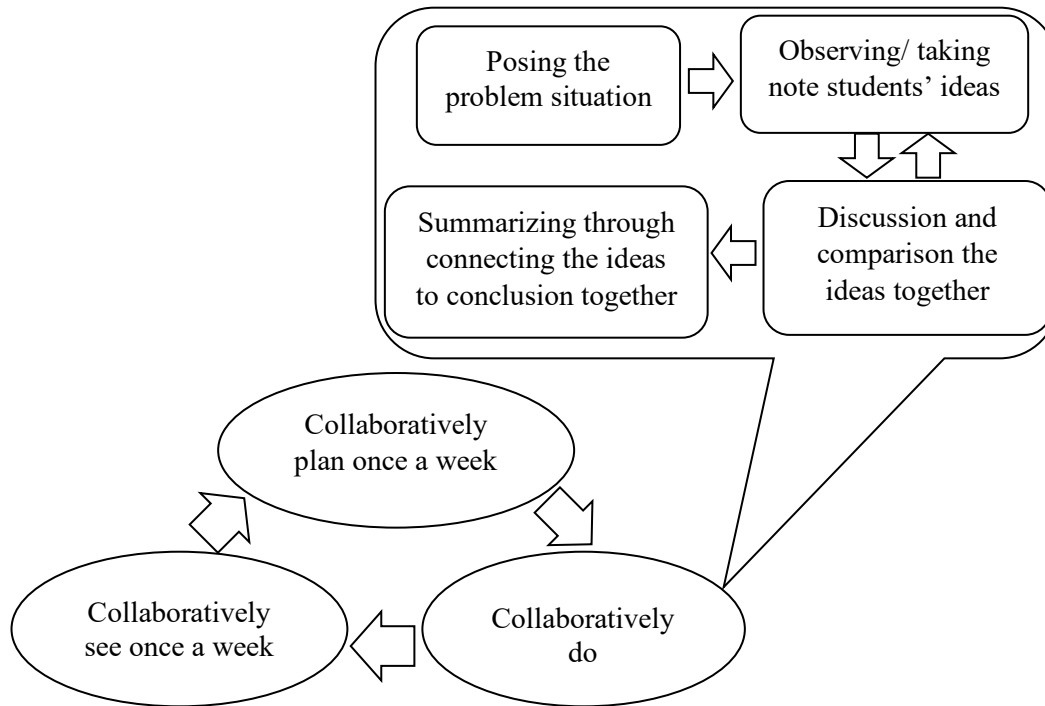 Posing the
problem situation
Observing/ taking
note students’ ideas
Discussion and
comparison the
ideas together
Summarizing through
connecting the ideas
to conclusion together
Collaboratively
plan once a week
Collaboratively
do
Collaboratively
see once a week